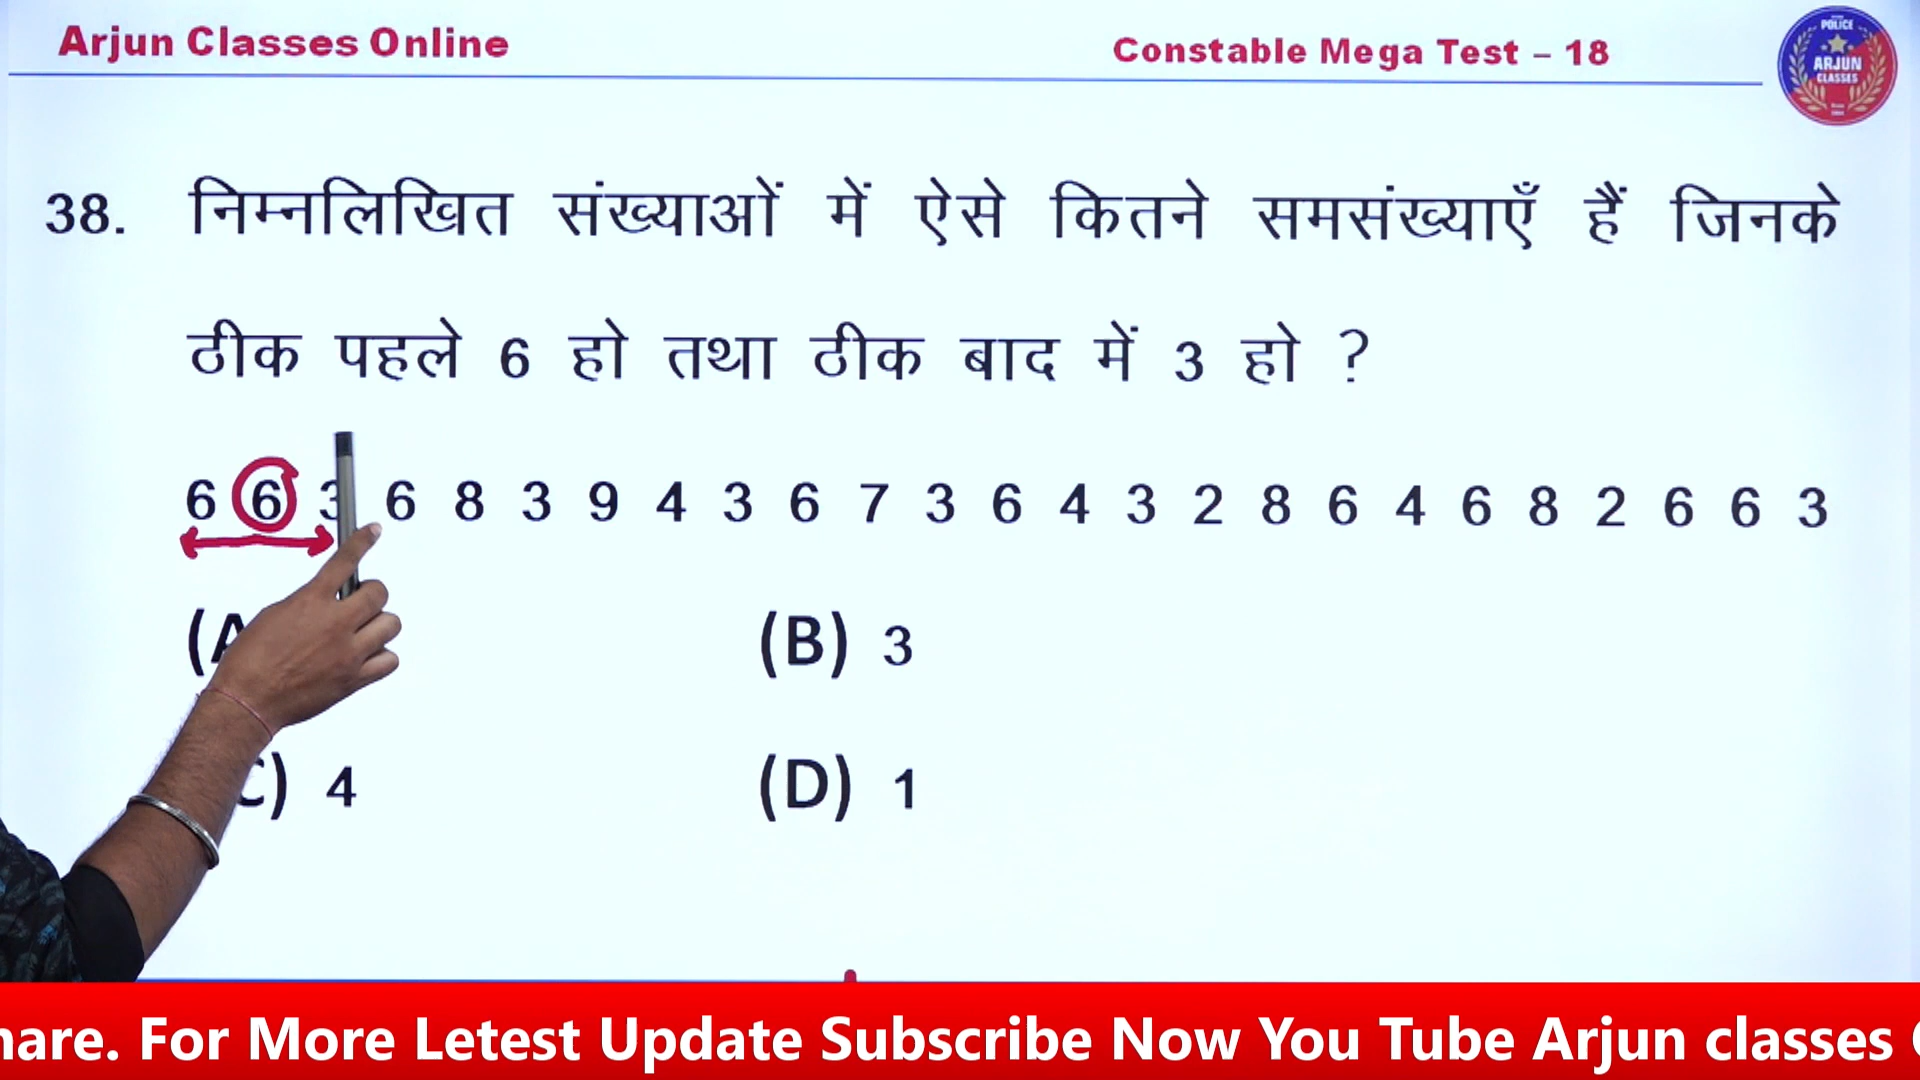 Arjun Classes Online
Constable Mega Test – 18
POLICE
ARJUN
CLASSES
38. निम्नलिखित संख्याओं में ऐसे कितने समसंख्याएँ हैं जिनके
ठीक पहले 6 हो तथा ठीक बाद में 3 हो ?
6 6 3 6 8 3 9 4 3 6 7 3 6 4 3 2 8 6 4 6 8 2 6 6 3
(B) 3
(C) 4
(D) 1
For More Letest Update Subscribe Now You Tube Arjun classes